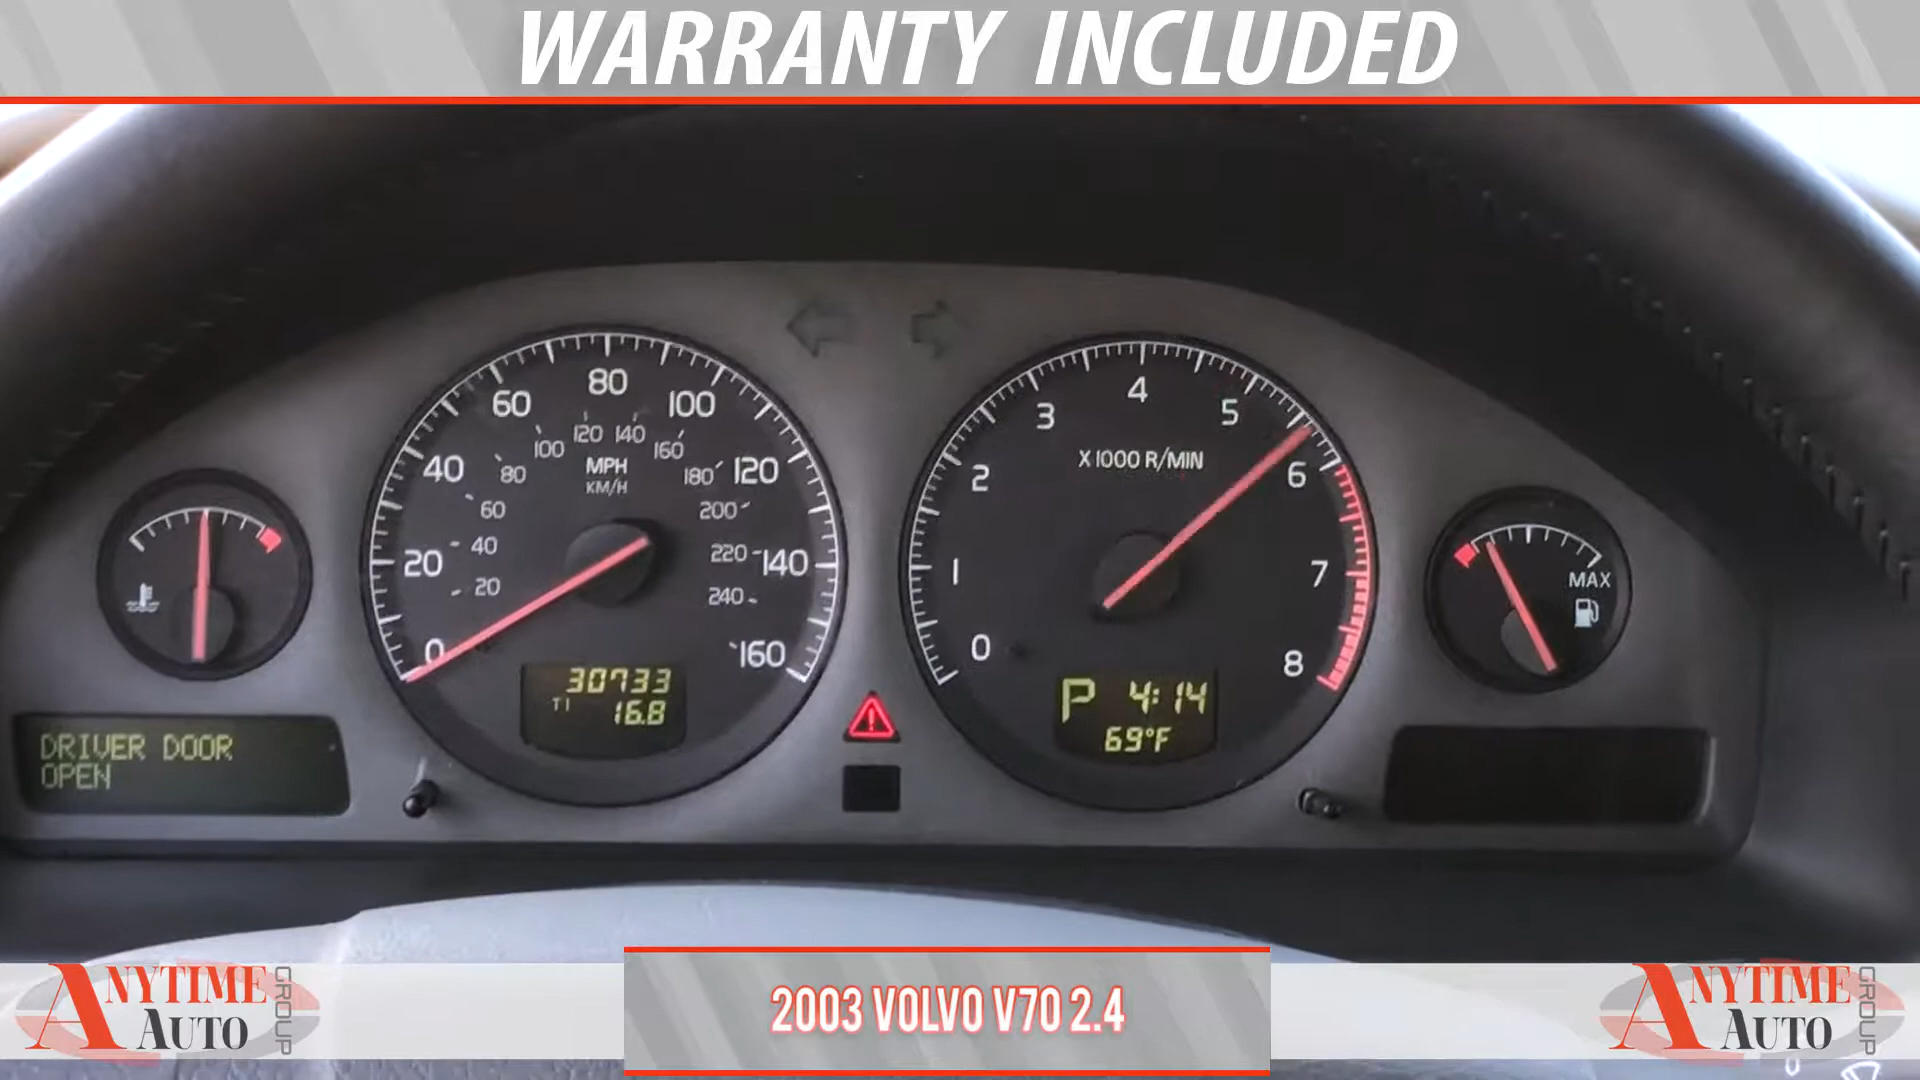 WARRANTY INCLUDED
60 80 100
40 120
20 140
0 160
100 120 140 160
80 180
60 200
40 220
20 240
MPH
KM/H
30733
T1 16.8
3 4 5
2 6
1 7
0 8
X1000 R/MIN
P 4:14
69°F
MAX
DRIVER DOOR
OPEN
ANYTIME
AUTO
GROUP
2003 VOLVO V70 2.4
ANYTIME
AUTO
GROUP